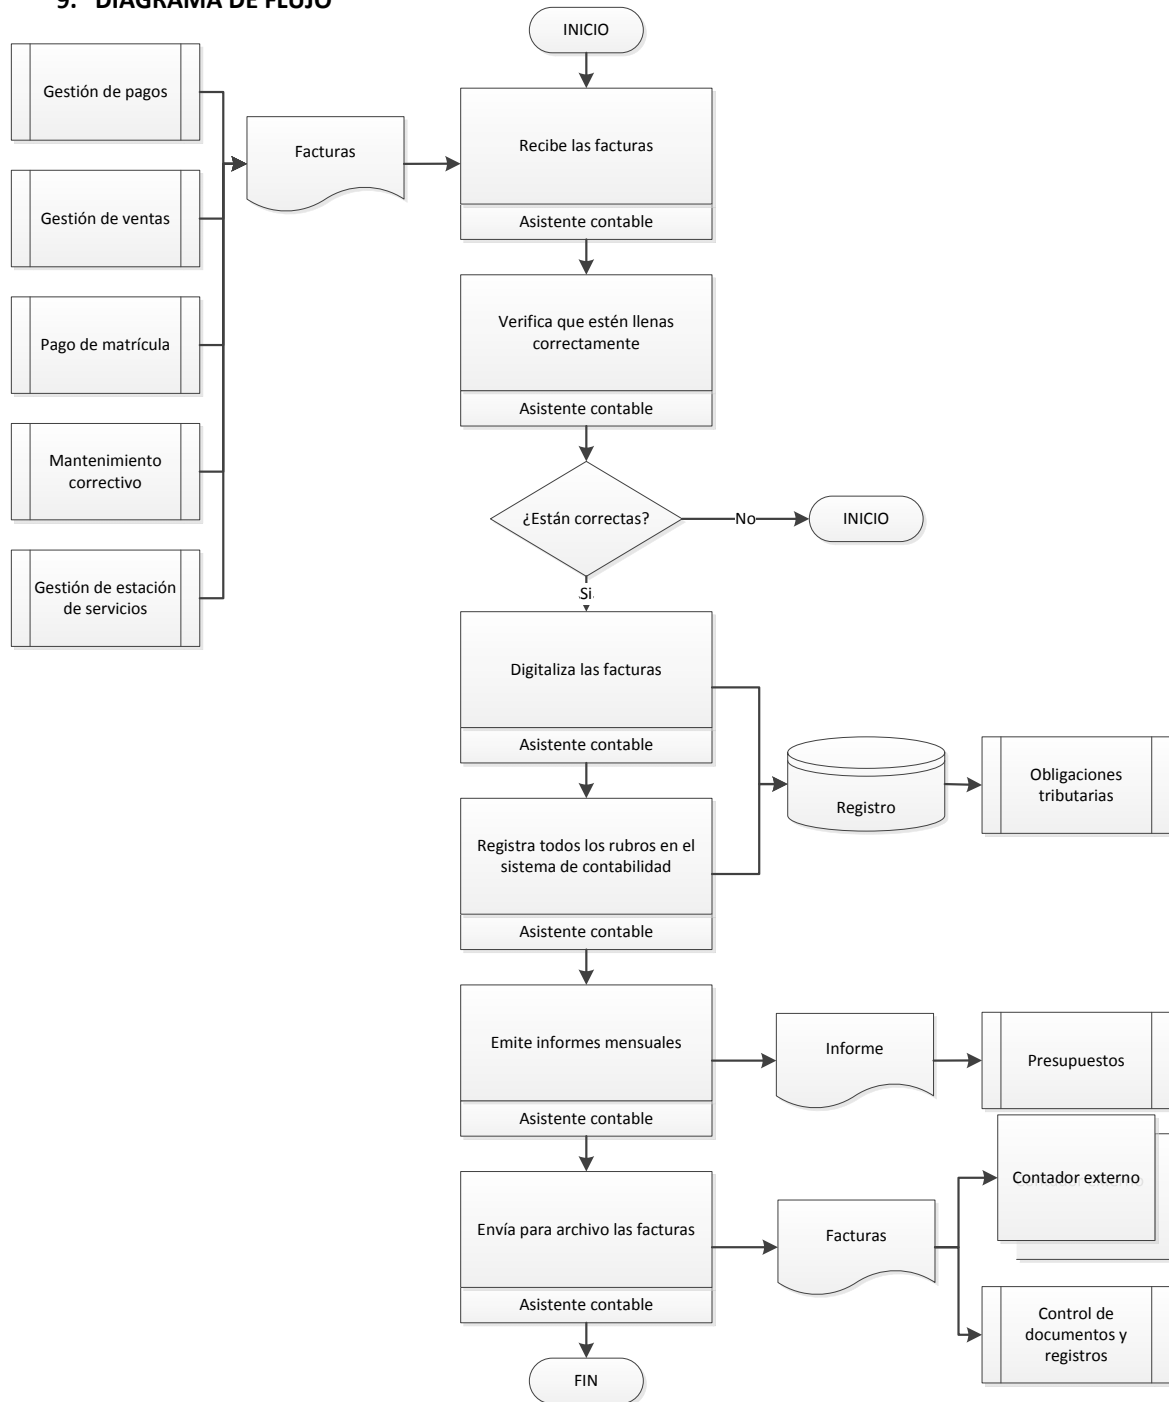 9. DIAGRAMA DE FLUJO
INICIO
Gestión de pagos
Facturas
Recibe las facturas
Asistente contable
Gestión de ventas
Verifica que estén llenas
correctamente
Asistente contable
Pago de matrícula
Mantenimiento
correctivo
¿Están correctas?
No
INICIO
Gestión de estación
de servicios
Si
Digitaliza las facturas
Asistente contable
Registro
Obligaciones
tributarias
Registra todos los rubros en el
sistema de contabilidad
Asistente contable
Emite informes mensuales
Asistente contable
Informe
Presupuestos
Envía para archivo las facturas
Asistente contable
Facturas
Contador externo
Control de
documentos y
registros
FIN